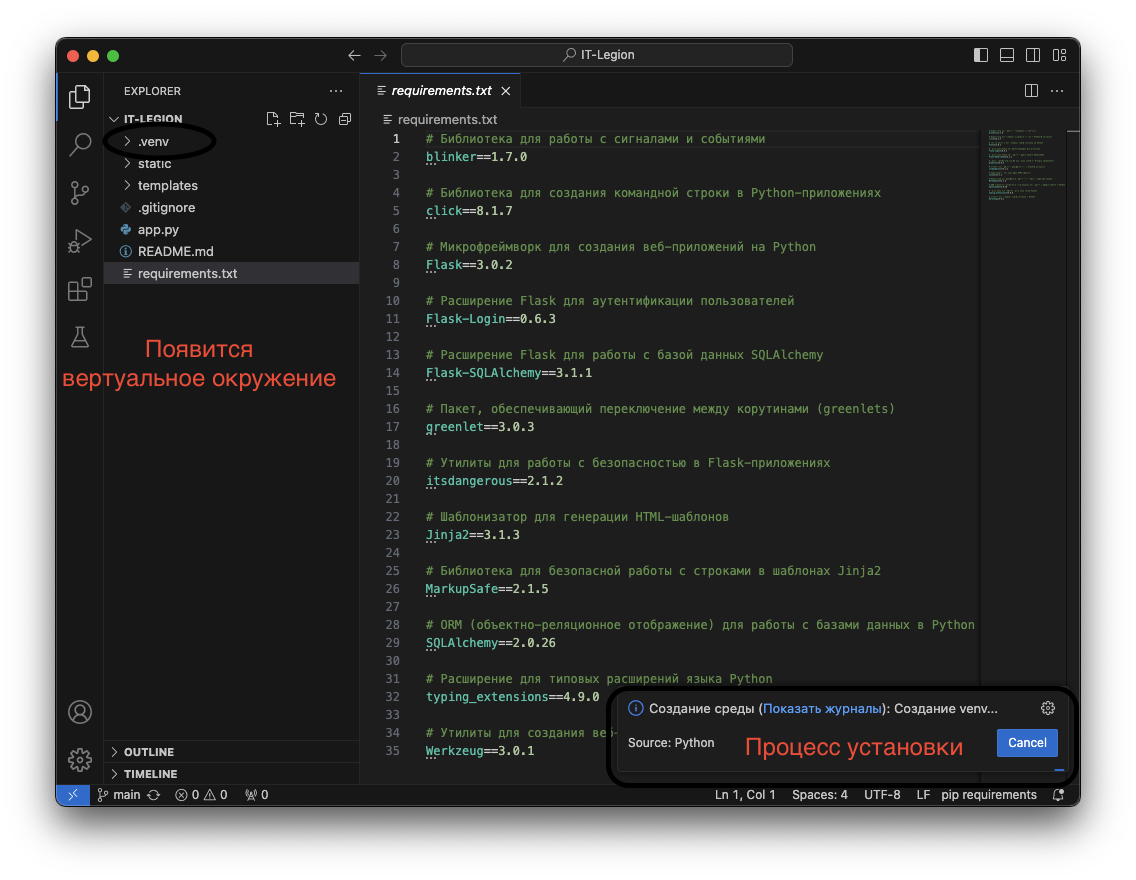 IT-Legion
EXPLORER
IT-LEGION
.venv
static
templates
.gitignore
app.py
README.md
requirements.txt
Появится
вертуальное окружение
OUTLINE
TIMELINE
requirements.txt
requirements.txt
1 # Библиотека для работы с сигналами и событиями
2 blinker==1.7.0
3
4 # Библиотека для создания командной строки в Python-приложениях
5 click==8.1.7
6
7 # Микрофреймворк для создания веб-приложений на Python
8 Flask==3.0.2
9
10 # Расширение Flask для аутентификации пользователей
11 Flask-Login==0.6.3
12
13 # Расширение Flask для работы с базой данных SQLAlchemy
14 Flask-SQLAlchemy==3.1.1
15
16 # Пакет, обеспечивающий переключение между корутинами (greenlets)
17 greenlet==3.0.3
18
19 # Утилиты для работы с безопасностью в Flask-приложениях
20 itsdangerous==2.1.2
21
22 # Шаблонизатор для генерации HTML-шаблонов
23 Jinja2==3.1.3
24
25 # Библиотека для безопасной работы с строками в шаблонах Jinja2
26 MarkupSafe==2.1.5
27
28 # ORM (объектно-реляционное отображение) для работы с базами данных в Python
29 SQLAlchemy==2.0.26
30
31 # Расширение для типовых расширений языка Python
32 typing_extensions==4.9.0
33
34 # Утилиты для создания веб-
35 Werkzeug==3.0.1
Создание среды (Показать журналы): Создание venv...
Source: Python
Процесс установки
Cancel
main 0 0 0 Ln 1, Col 1 Spaces: 4 UTF-8 LF pip requirements